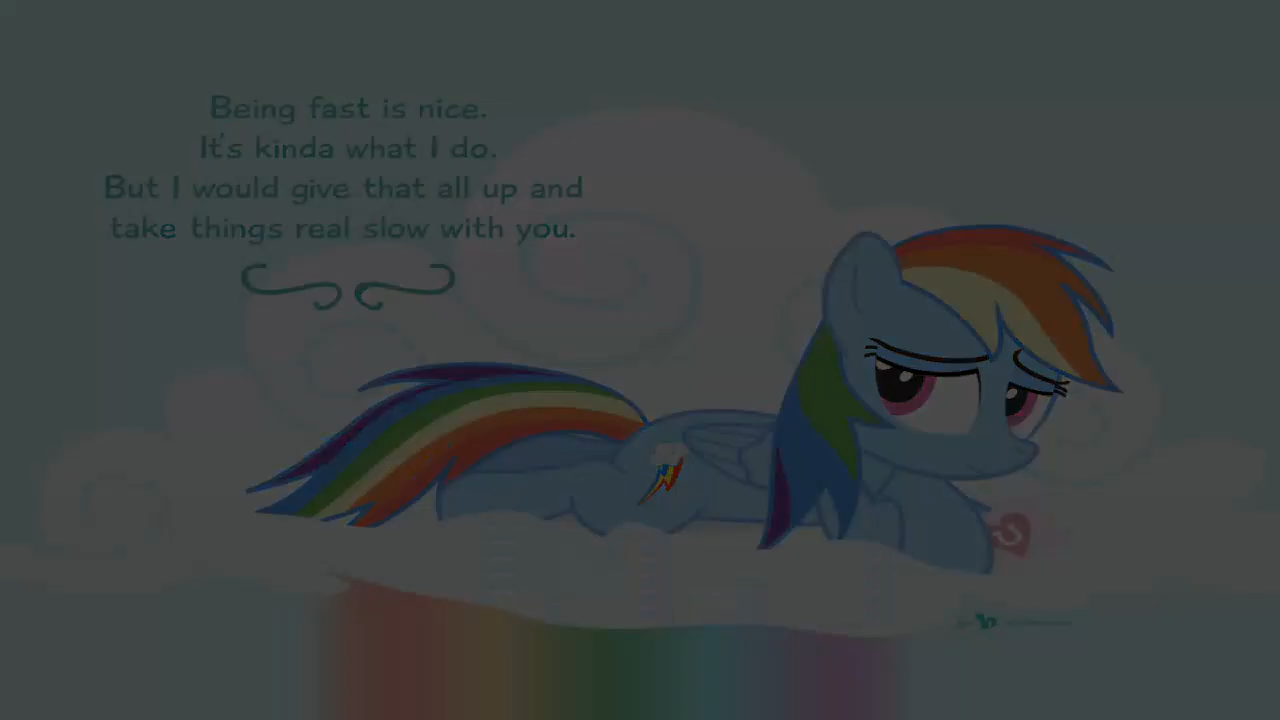 Being fast is nice.
It's kinda what I do.
But I would give that all up and
take things real slow with you.